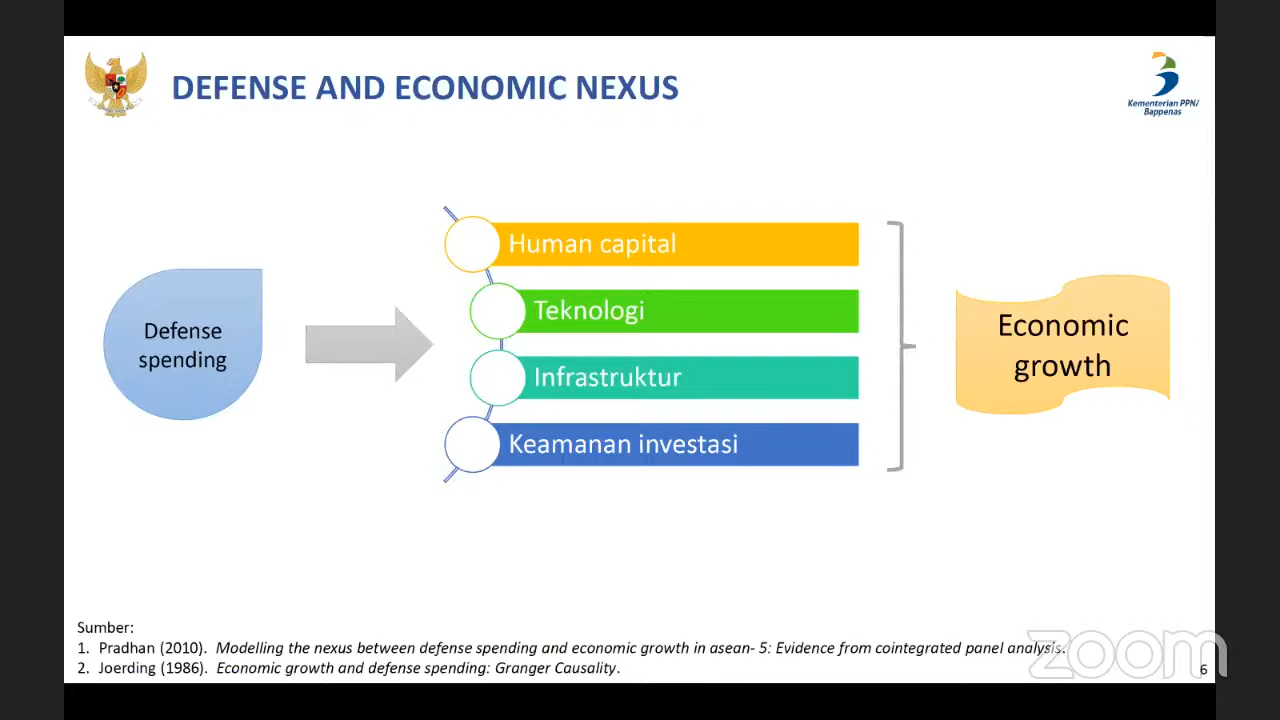 DEFENSE AND ECONOMIC NEXUS
Kementerian PPN/
Bappenas
Defense
spending
Human capital
Teknologi
Infrastruktur
Keamanan investasi
Economic
growth
Sumber:
1. Pradhan (2010). Modelling the nexus between defense spending and economic growth in asean- 5: Evidence from cointegrated panel analysis.
2. Joerding (1986). Economic growth and defense spending: Granger Causality.
zoom
6